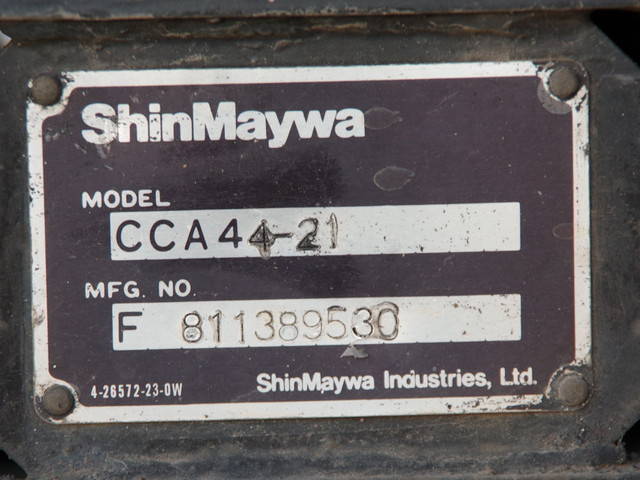 ShinMaywa
MODEL
CCA44-21
MFG. NO.
F 811389530
4-26572-23-0W
ShinMaywa Industries, Ltd.